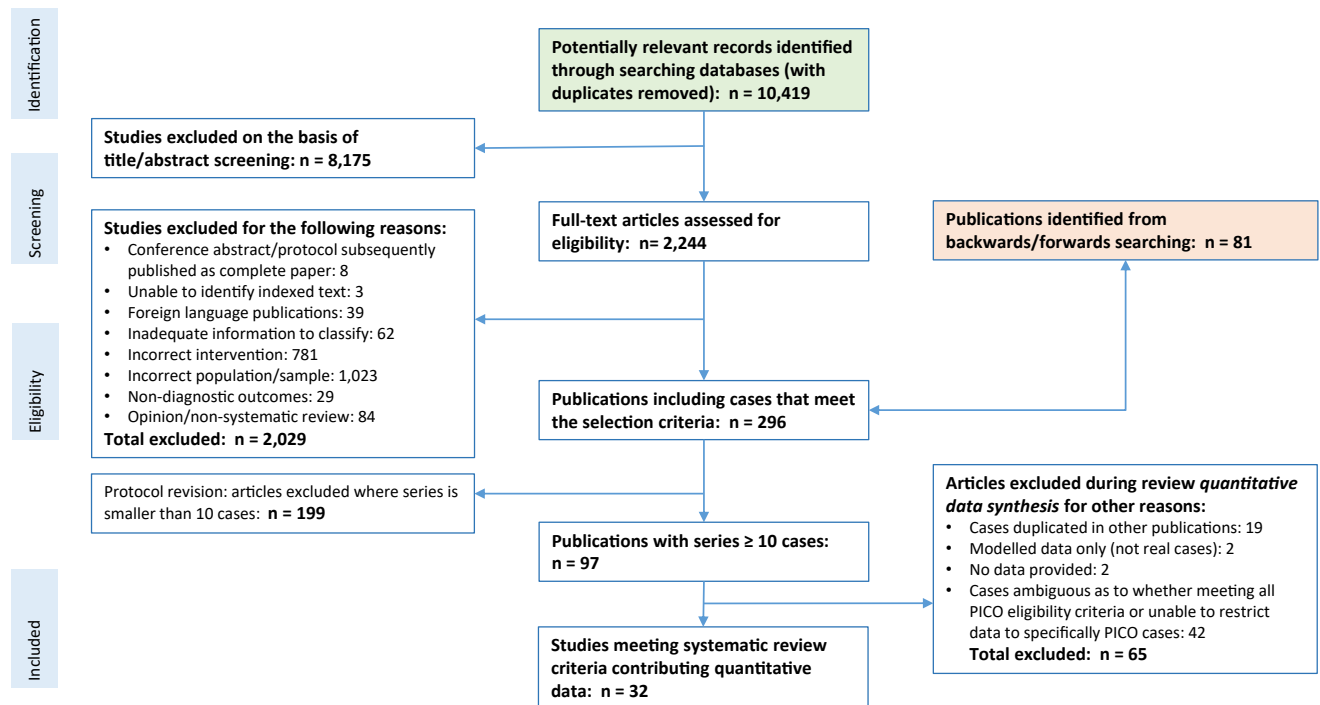 Identification
Potentially relevant records identified
through searching databases (with
duplicates removed): n = 10,419
Studies excluded on the basis of
title/abstract screening: n = 8,175
Screening
Full-text articles assessed for
eligibility: n= 2,244
Publications identified from
backwards/forwards searching: n = 81
Studies excluded for the following reasons:
• Conference abstract/protocol subsequently
published as complete paper: 8
• Unable to identify indexed text: 3
• Foreign language publications: 39
• Inadequate information to classify: 62
• Incorrect intervention: 781
• Incorrect population/sample: 1,023
• Non-diagnostic outcomes: 29
• Opinion/non-systematic review: 84
Total excluded: n = 2,029
Eligibility
Publications including cases that meet
the selection criteria: n = 296
Protocol revision: articles excluded where series is
smaller than 10 cases: n = 199
Publications with series ≥ 10 cases:
n = 97
Articles excluded during review quantitative
data synthesis for other reasons:
• Cases duplicated in other publications: 19
• Modelled data only (not real cases): 2
• No data provided: 2
• Cases ambiguous as to whether meeting all
PICO eligibility criteria or unable to restrict
data to specifically PICO cases: 42
Total excluded: n = 65
Included
Studies meeting systematic review
criteria contributing quantitative
data: n = 32